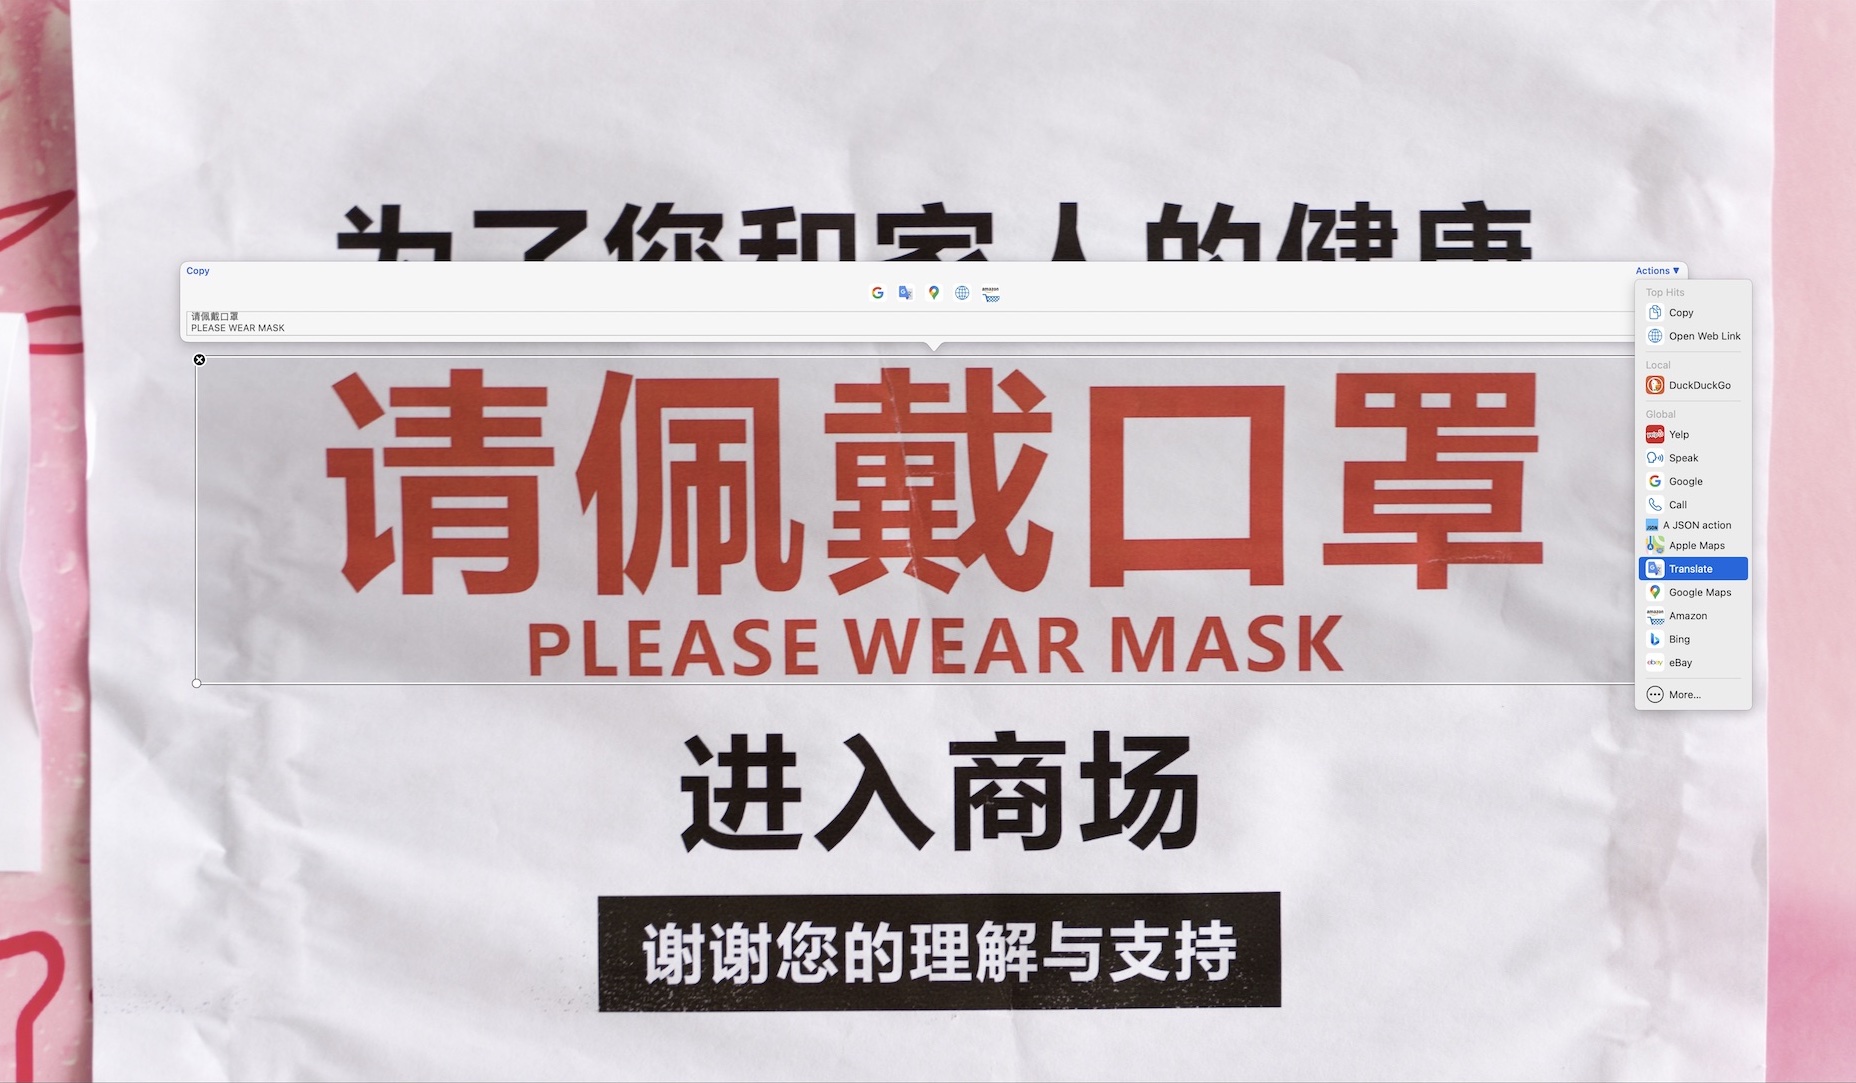 为了您和家人的健康
Copy
Actions ▼
请佩戴口罩
PLEASE WEAR MASK
Top Hits
Copy
Open Web Link
Local
DuckDuckGo
Global
Yelp
Speak
Google
Call
A JSON action
Apple Maps
Translate
Google Maps
Amazon
Bing
eBay
More...
请佩戴口罩
PLEASE WEAR MASK
进入商场
谢谢您的理解与支持